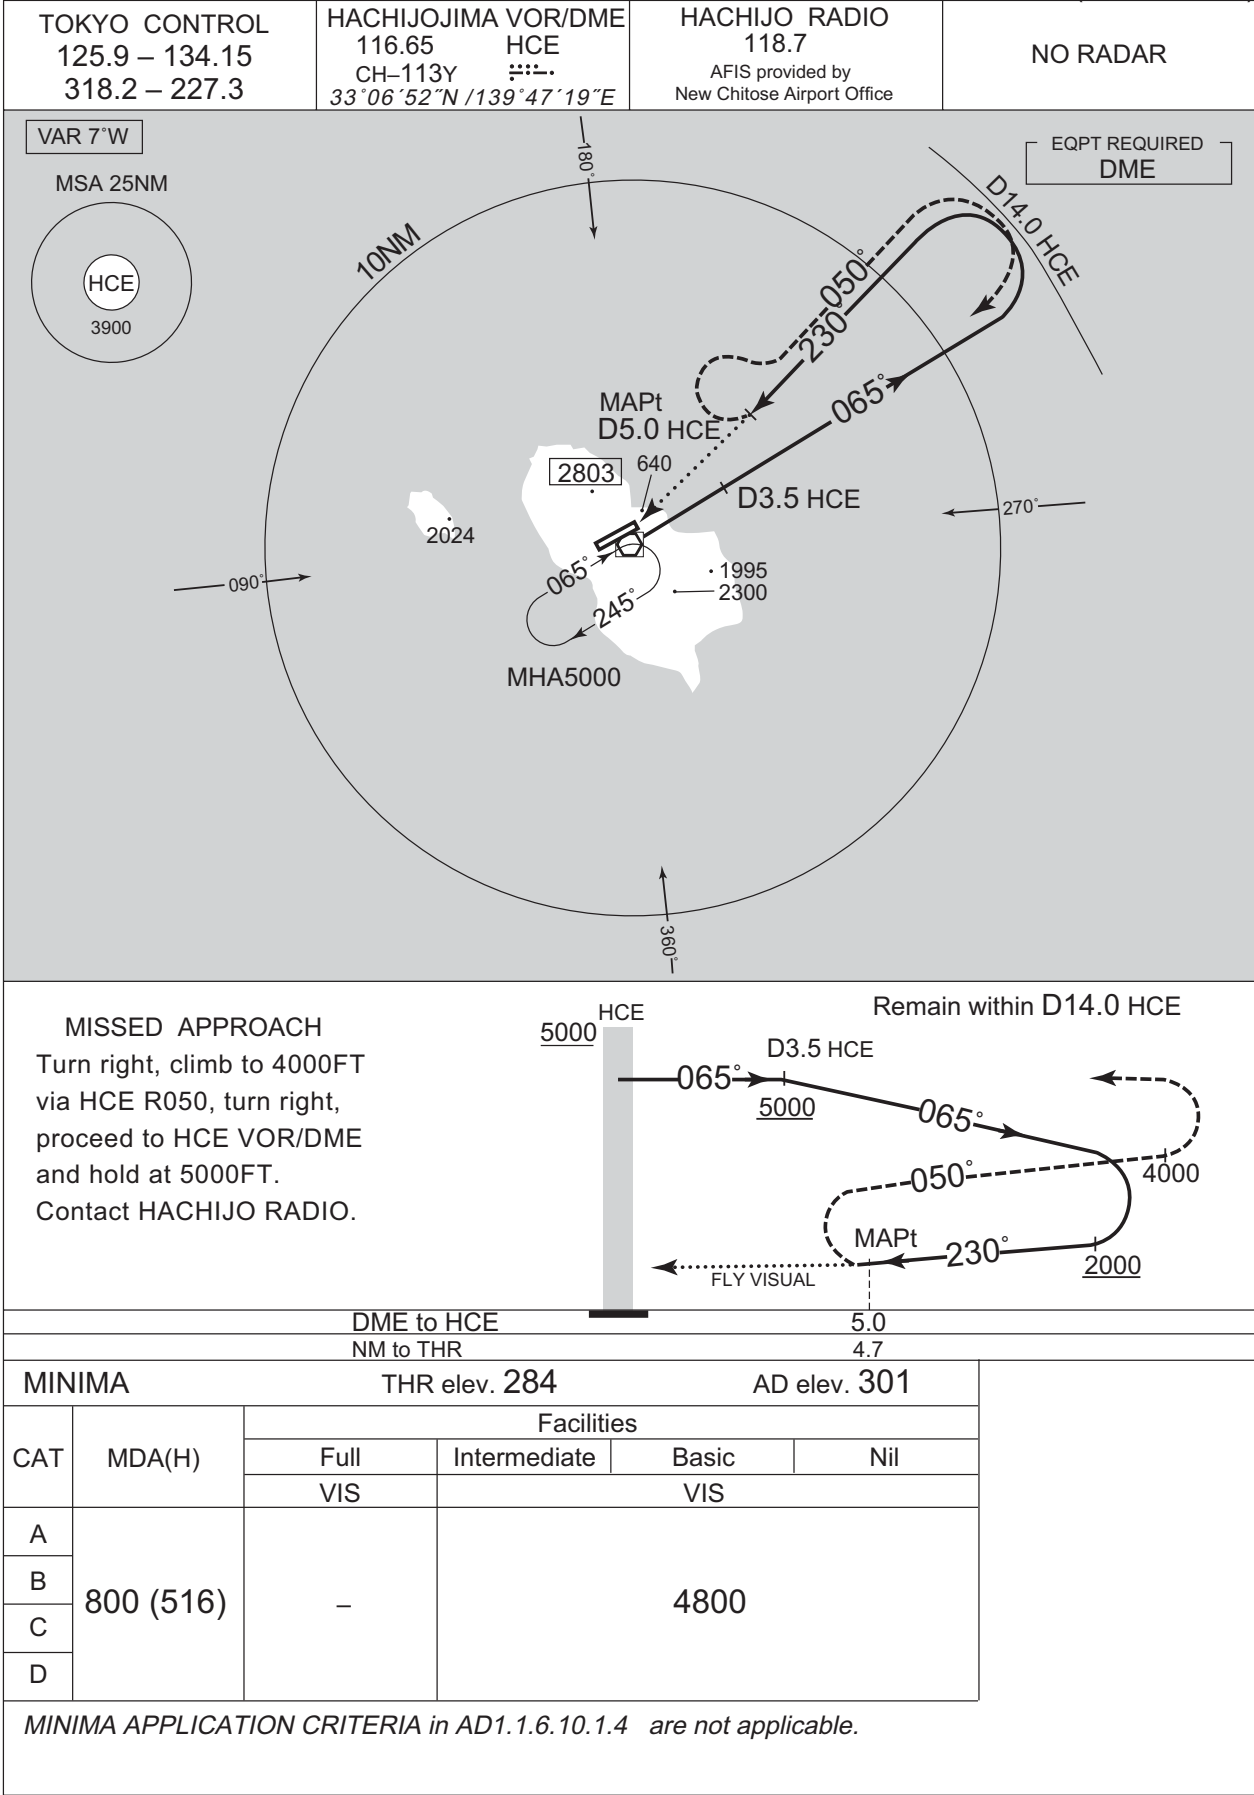 TOKYO CONTROL
125.9 – 134.15
318.2 – 227.3
HACHIJOJIMA VOR/DME
116.65 HCE
CH–113Y
33°06´52˝N /139°47´19˝E
HACHIJO RADIO
118.7
AFIS provided by
New Chitose Airport Office
NO RADAR
VAR 7°W
MSA 25NM
HCE
3900
EQPT REQUIRED
DME
180°
10NM
D14.0 HCE
050°
230°
065°
MAPt
D5.0 HCE
2803
640
D3.5 HCE
2024
270°
090°
065°
245°
1995
2300
MHA5000
360°
MISSED APPROACH
Turn right, climb to 4000FT
via HCE R050, turn right,
proceed to HCE VOR/DME
and hold at 5000FT.
Contact HACHIJO RADIO.
HCE
5000
Remain within D14.0 HCE
D3.5 HCE
065°
5000
065°
050°
4000
MAPt
230°
2000
FLY VISUAL
DME to HCE 5.0
NM to THR 4.7
MINIMA THR elev. 284 AD elev. 301
CAT MDA(H) Facilities
Full Intermediate Basic Nil
VIS VIS
A
B
C
D
800 (516) – 4800
MINIMA APPLICATION CRITERIA in AD1.1.6.10.1.4 are not applicable.